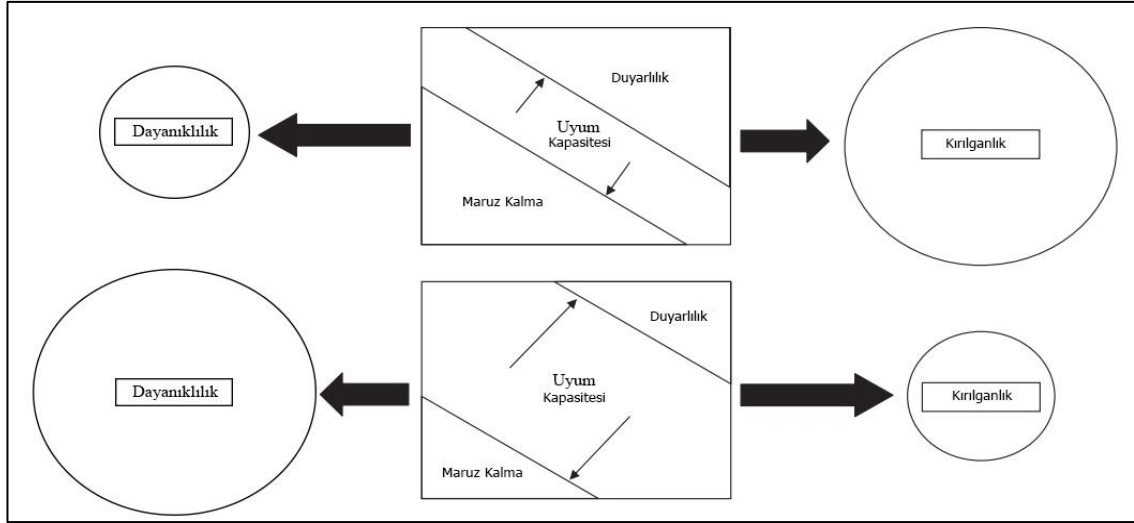 Duyarlılık
Dayanıklılık
Uyum
Kapasitesi
Kırılganlık
Maruz Kalma
Duyarlılık
Dayanıklılık
Uyum
Kapasitesi
Kırılganlık
Maruz Kalma